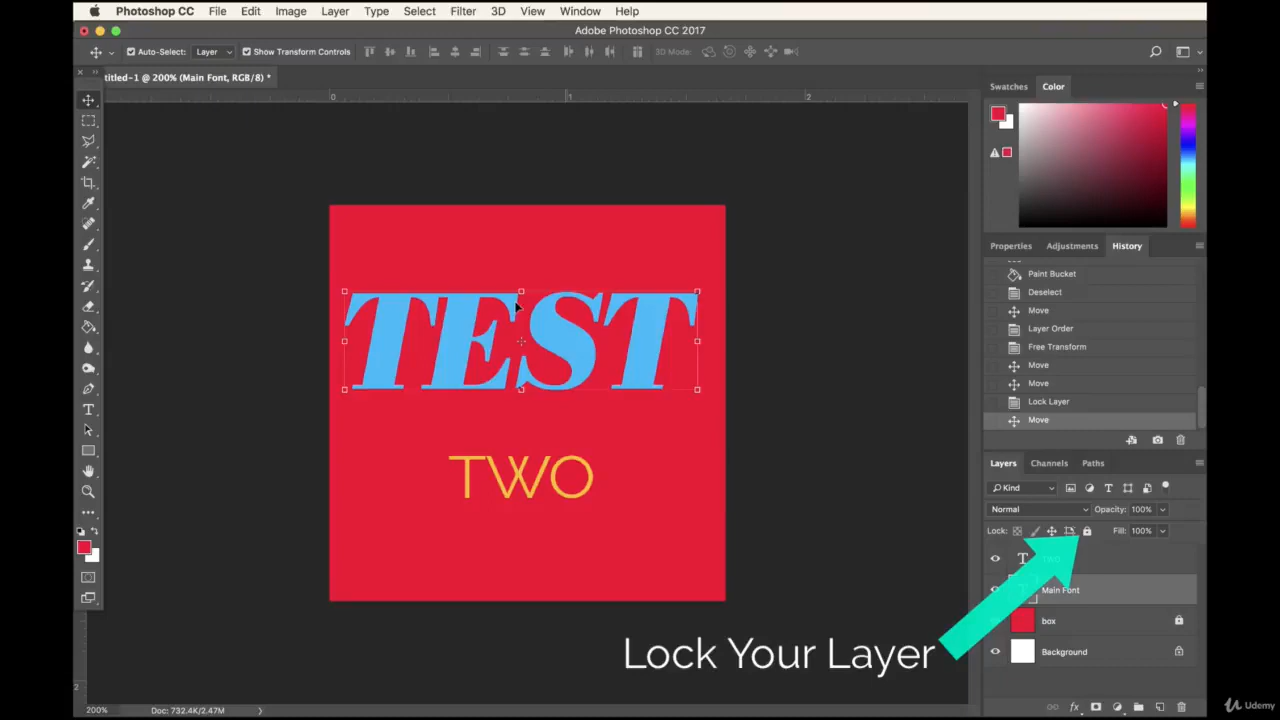 Photoshop CC File Edit Image Layer Type Select Filter 3D View Window Help
Adobe Photoshop CC 2017
Auto-Select: Layer Show Transform Controls 3D Mode:
titled-1 @ 200% (Main Font, RGB/8) *
0 1 2
Swatches Color
Properties Adjustments History
Paint Bucket
Deselect
Move
Layer Order
Free Transform
Move
Move
Lock Layer
Move
TEST
TWO
Layers Channels Paths
Kind
Normal Opacity: 100%
Lock: Fill: 100%
TWO
Main Font
box
Background
Lock Your Layer
2
200% Doc: 732.4K/2.47M
Udemy